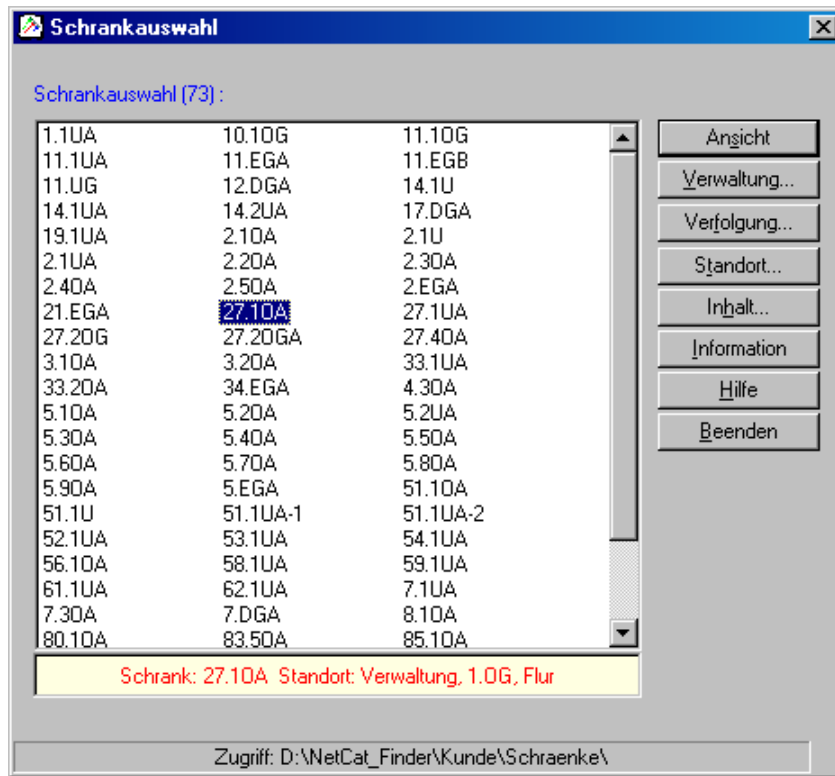 Schrankauswahl
Schrankauswahl (73) :
1.1UA 10.1OG 11.1OG
11.1UA 11.EGA 11.EGB
11.UG 12.DGA 14.1U
14.1UA 14.2UA 17.DGA
19.1UA 2.1OA 2.1U
2.1UA 2.2OA 2.3OA
2.4OA 2.5OA 2.EGA
21.EGA 27.1OA 27.1UA
27.2OG 27.2OGA 27.4OA
3.1OA 3.2OA 33.1UA
33.2OA 34.EGA 4.3OA
5.1OA 5.2OA 5.2UA
5.3OA 5.4OA 5.5OA
5.6OA 5.7OA 5.8OA
5.9OA 5.EGA 51.1OA
51.1U 51.1UA-1 51.1UA-2
52.1UA 53.1UA 54.1UA
56.1OA 58.1UA 59.1UA
61.1UA 62.1UA 7.1UA
7.3OA 7.DGA 8.1OA
80.1OA 83.5OA 85.1OA
Ansicht
Verwaltung...
Verfolgung...
Standort...
Inhalt...
Information
Hilfe
Beenden
Schrank: 27.1OA Standort: Verwaltung, 1.OG, Flur
Zugriff: D:\NetCat_Finder\Kunde\Schraenke\